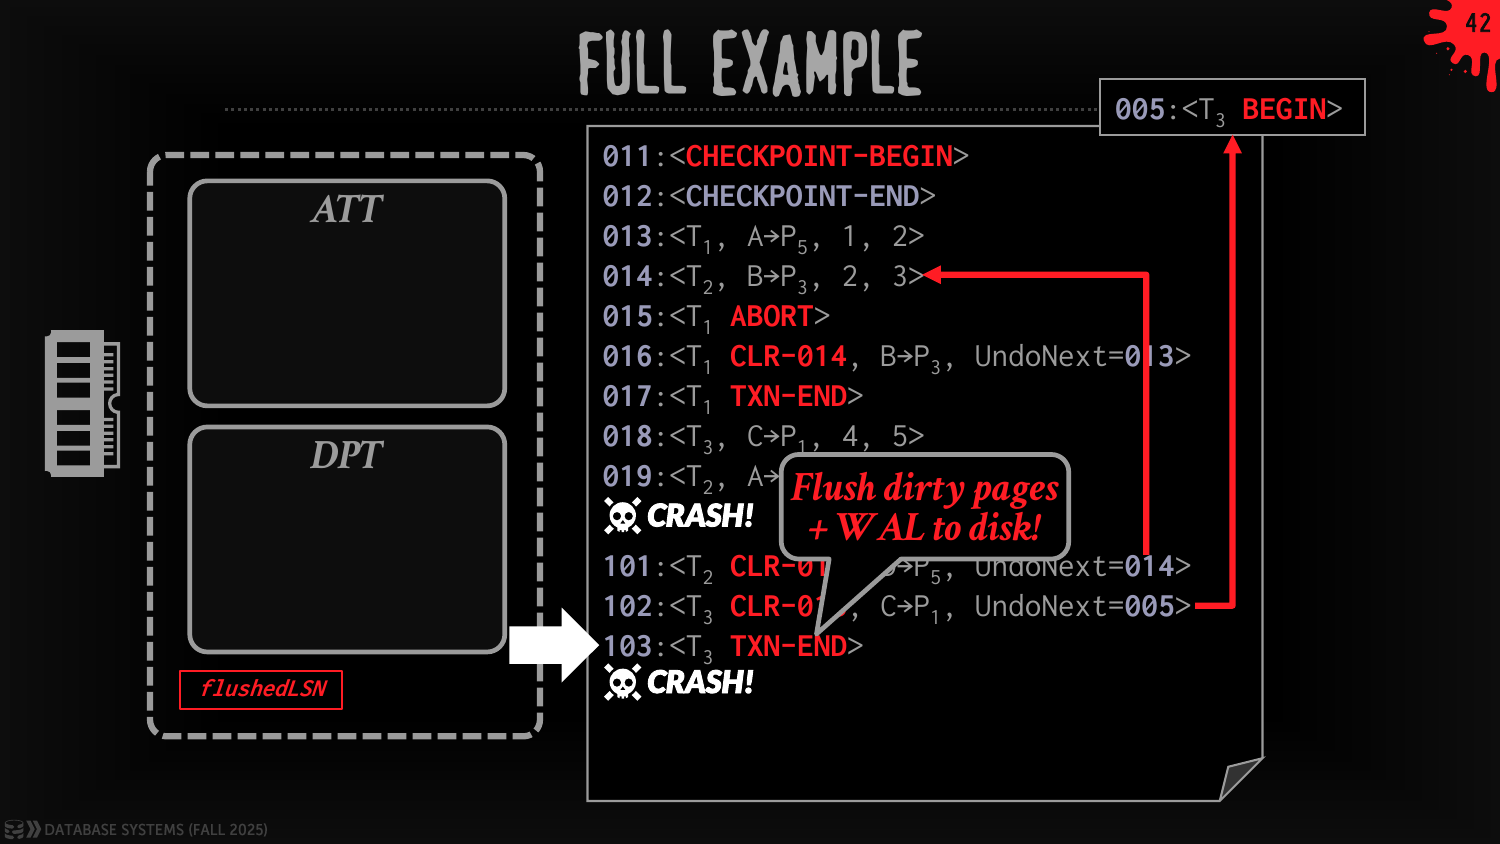 42
FULL EXAMPLE
005:<T3 BEGIN>
011:<CHECKPOINT-BEGIN>
012:<CHECKPOINT-END>
013:<T1, A→P5, 1, 2>
014:<T2, B→P3, 2, 3>
015:<T1 ABORT>
016:<T1 CLR-014, B→P3, UndoNext=013>
017:<T1 TXN-END>
018:<T3, C→P1, 4, 5>
019:<T2, A→
CRASH!
Flush dirty pages
+ WAL to disk!
101:<T2 CLR-01 →P5, UndoNext=014>
102:<T3 CLR-0 , C→P1, UndoNext=005>
103:<T3 TXN-END>
CRASH!
ATT
DPT
flushedLSN
DATABASE SYSTEMS (FALL 2025)